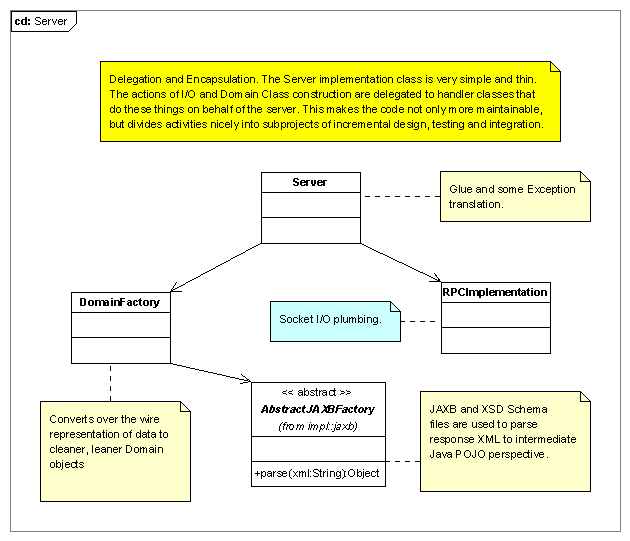 cd: Server
Delegation and Encapsulation. The Server implementation class is very simple and thin.
The actions of I/O and Domain Class construction are delegated to handler classes that
do these things on behalf of the server. This makes the code not only more maintainable,
but divides activities nicely into subprojects of incremental design, testing and integration.
Server
Glue and some Exception
translation.
DomainFactory
RPCImplementation
Socket I/O plumbing.
<< abstract >>
AbstractJAXBFactory
(from impl::jaxb)
+parse(xml:String):Object
Converts over the wire
representation of data to
cleaner, leaner Domain
objects
JAXB and XSD Schema
files are used to parse
response XML to intermediate
Java POJO perspective.